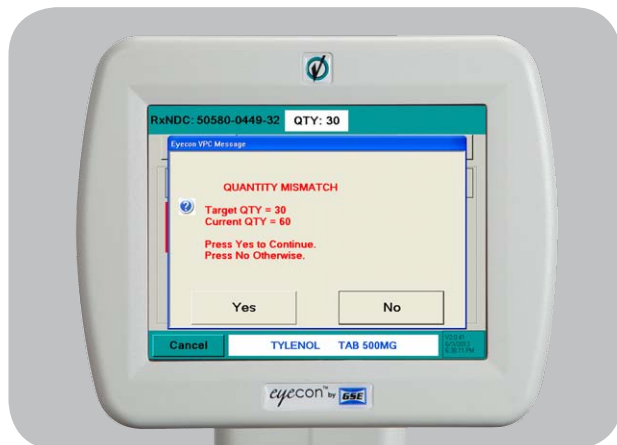 RxNDC: 50580-0449-32 QTY: 30
Eyecon VPC Message
QUANTITY MISMATCH
Target QTY = 30
Current QTY = 60
Press Yes to Continue.
Press No Otherwise.
Yes No
Cancel TYLENOL TAB 500MG
eyecon™ by GSE